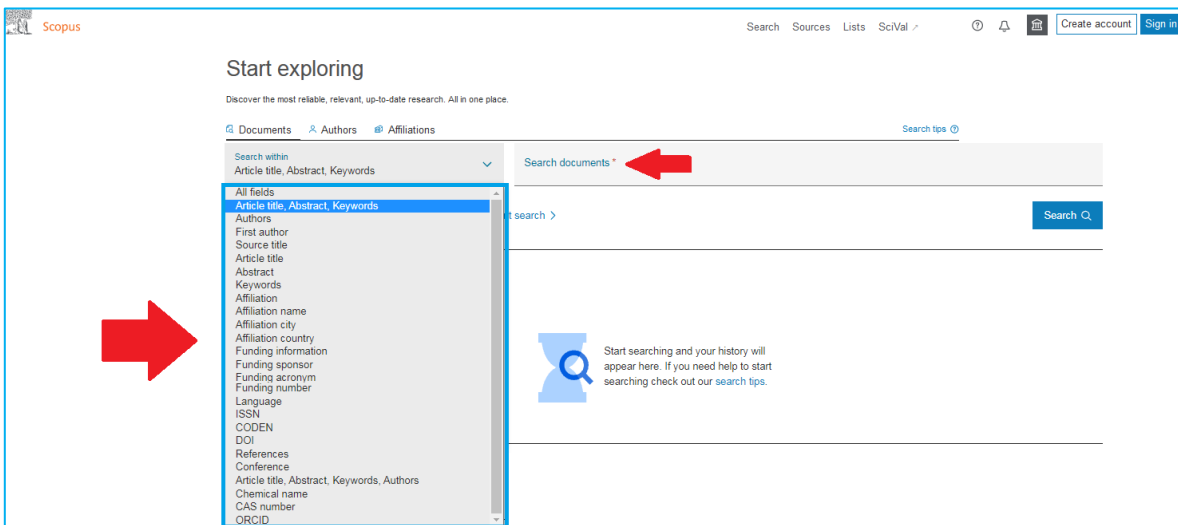 Scopus
Search Sources Lists SciVal
Create account
Sign in
Start exploring
Discover the most reliable, relevant, up-to-date research. All in one place.
Documents Authors Affiliations
Search tips
Search within
Article title, Abstract, Keywords
Search documents *
All fields
Article title, Abstract, Keywords
Authors
First author
Source title
Article title
Abstract
Keywords
Affiliation
Affiliation name
Affiliation city
Affiliation country
Funding information
Funding sponsor
Funding acronym
Funding number
Language
ISSN
CODEN
DOI
References
Conference
Article title, Abstract, Keywords, Authors
Chemical name
CAS number
ORCID
search >
Search
Start searching and your history will
appear here. If you need help to start
searching check out our search tips.